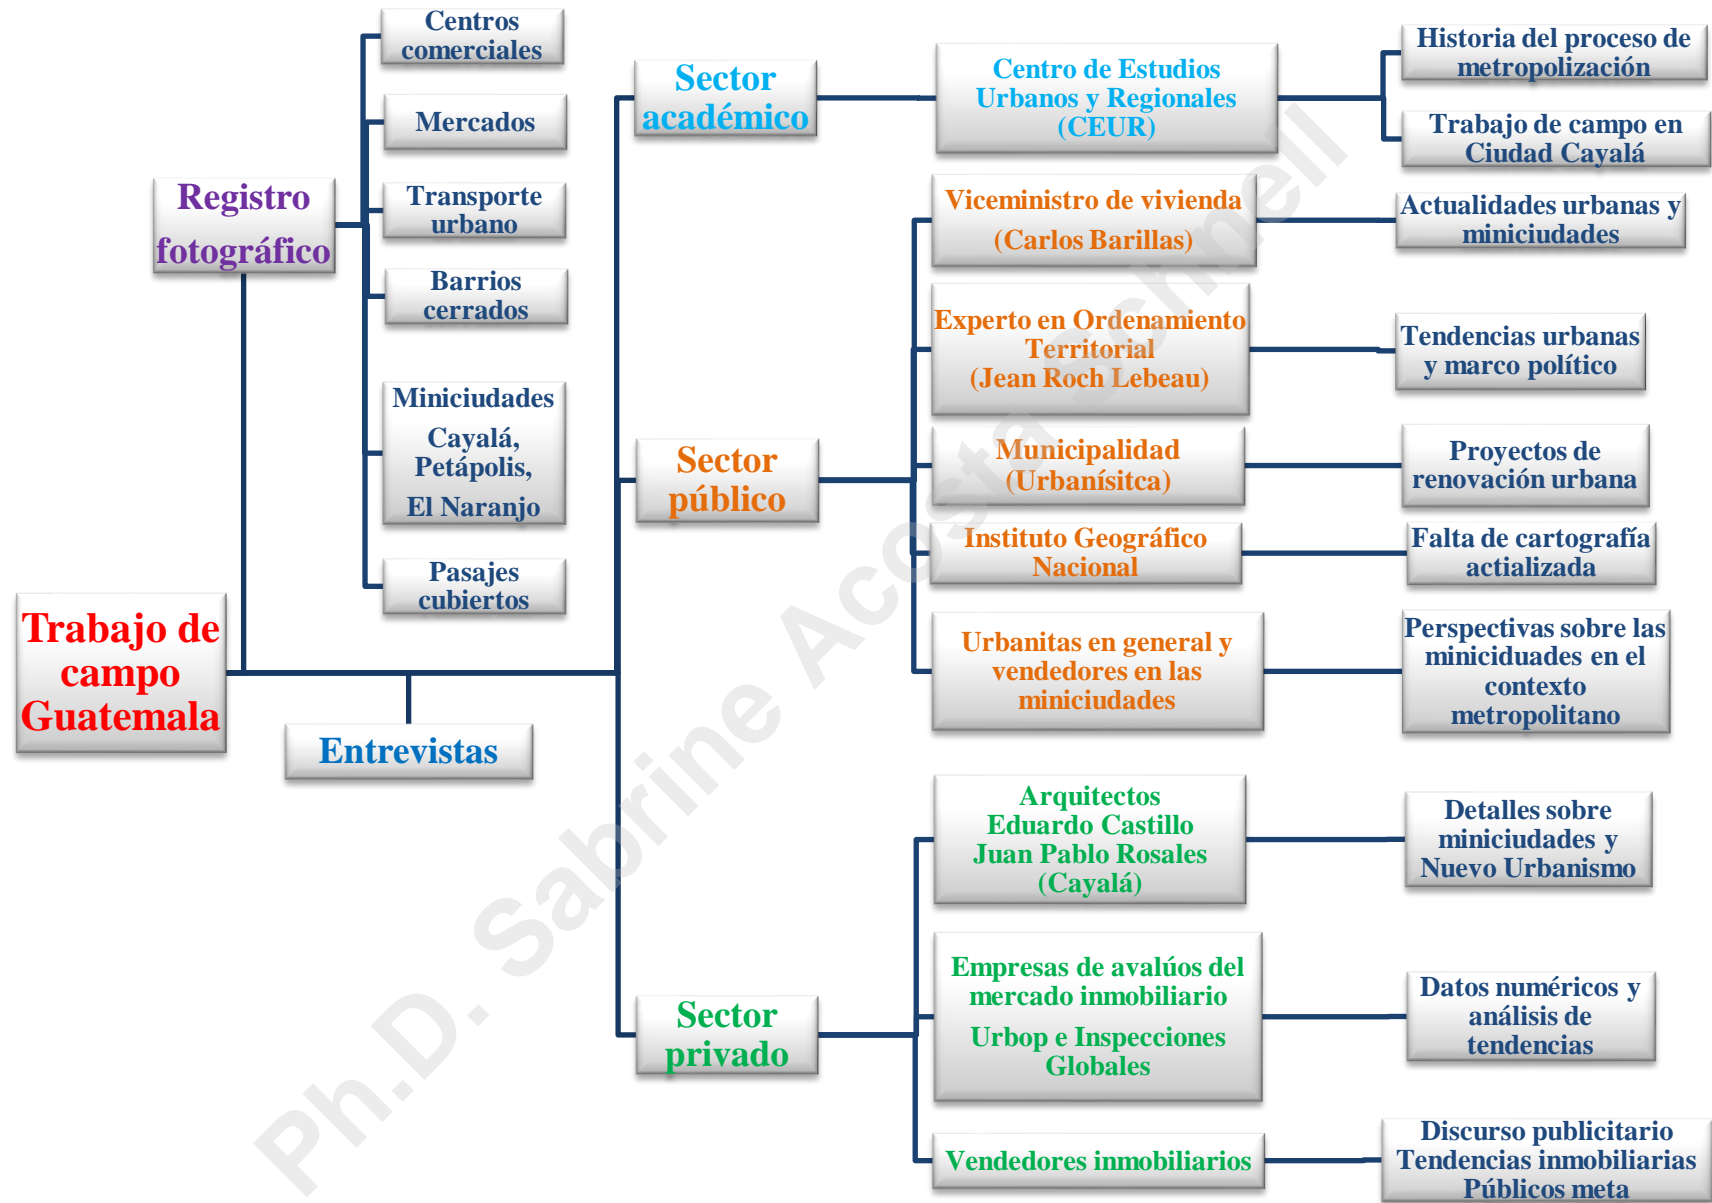 Trabajo de
campo
Guatemala
Registro
fotográfico
Centros
comerciales
Mercados
Transporte
urbano
Barrios
cerrados
Miniciudades
Cayalá,
Petápolis,
El Naranjo
Pasajes
cubiertos
Entrevistas
Sector
académico
Centro de Estudios
Urbanos y Regionales
(CEUR)
Historia del proceso de
metropolización
Trabajo de campo en
Ciudad Cayalá
Sector
público
Viceministro de vivienda
(Carlos Barillas)
Actualidades urbanas y
miniciudades
Experto en Ordenamiento
Territorial
(Jean Roch Lebeau)
Tendencias urbanas
y marco político
Municipalidad
(Urbanísitca)
Proyectos de
renovación urbana
Instituto Geográfico
Nacional
Falta de cartografía
actializada
Urbanitas en general y
vendedores en las
miniciudades
Perspectivas sobre las
miniciduades en el
contexto
metropolitano
Sector
privado
Arquitectos
Eduardo Castillo
Juan Pablo Rosales
(Cayalá)
Detalles sobre
miniciudades y
Nuevo Urbanismo
Empresas de avalúos del
mercado inmobiliario
Urbop e Inspecciones
Globales
Datos numéricos y
análisis de
tendencias
Vendedores inmobiliarios
Discurso publicitario
Tendencias inmobiliarias
Públicos meta
Ph.D. Sabrine Acosta Schnell